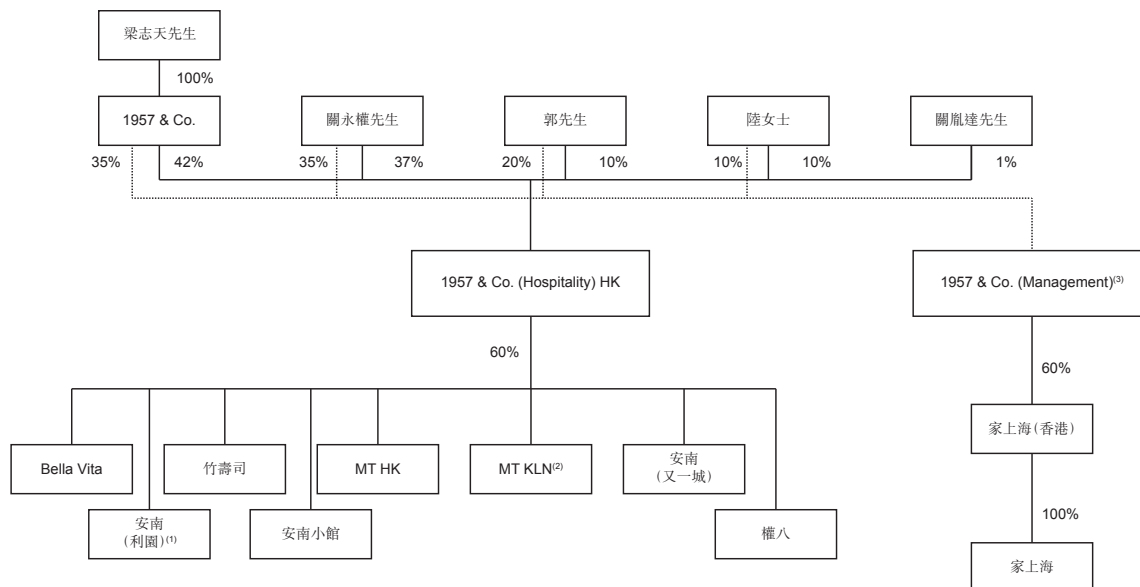 梁志天先生
100%
1957 & Co.
關永權先生
郭先生
陸女士
關胤達先生
35%
42%
35%
37%
20%
10%
10%
10%
1%
1957 & Co. (Hospitality) HK
1957 & Co. (Management)(3)
60%
60%
家上海(香港)
Bella Vita
竹壽司
MT HK
MT KLN(2)
安南
(又一城)
安南
(利園)(1)
安南小館
權八
100%
家上海